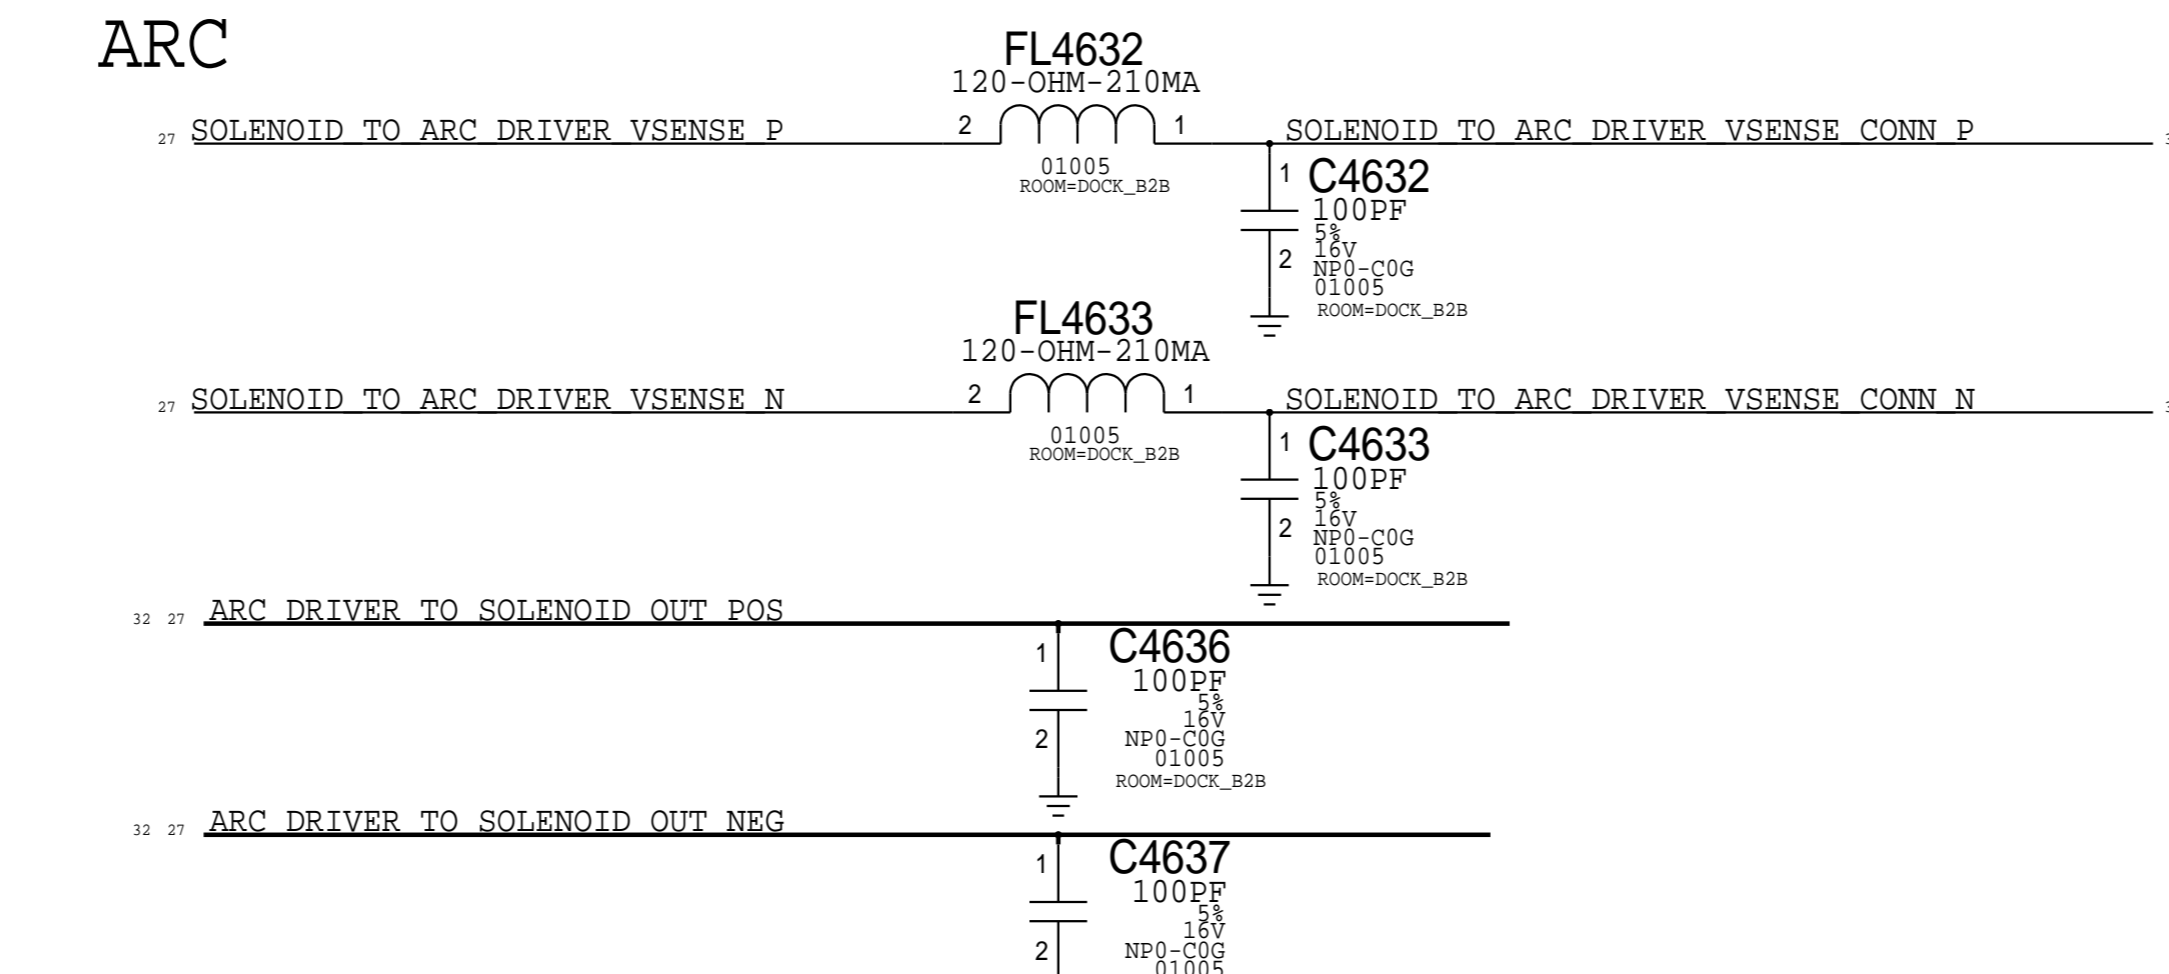 ARC
FL4632
120-OHM-210MA
27 SOLENOID_TO_ARC_DRIVER_VSENSE_P 2 1 SOLENOID_TO_ARC_DRIVER_VSENSE_CONN_P
01005
ROOM=DOCK_B2B
1 C4632
100PF
5%
16V
2 NP0-C0G
01005
ROOM=DOCK_B2B
FL4633
120-OHM-210MA
27 SOLENOID_TO_ARC_DRIVER_VSENSE_N 2 1 SOLENOID_TO_ARC_DRIVER_VSENSE_CONN_N
01005
ROOM=DOCK_B2B
1 C4633
100PF
5%
16V
2 NP0-C0G
01005
ROOM=DOCK_B2B
32 27 ARC_DRIVER_TO_SOLENOID_OUT_POS
1 C4636
100PF
5%
16V
2 NP0-C0G
01005
ROOM=DOCK_B2B
32 27 ARC_DRIVER_TO_SOLENOID_OUT_NEG
1 C4637
100PF
5%
16V
2 NP0-C0G
01005